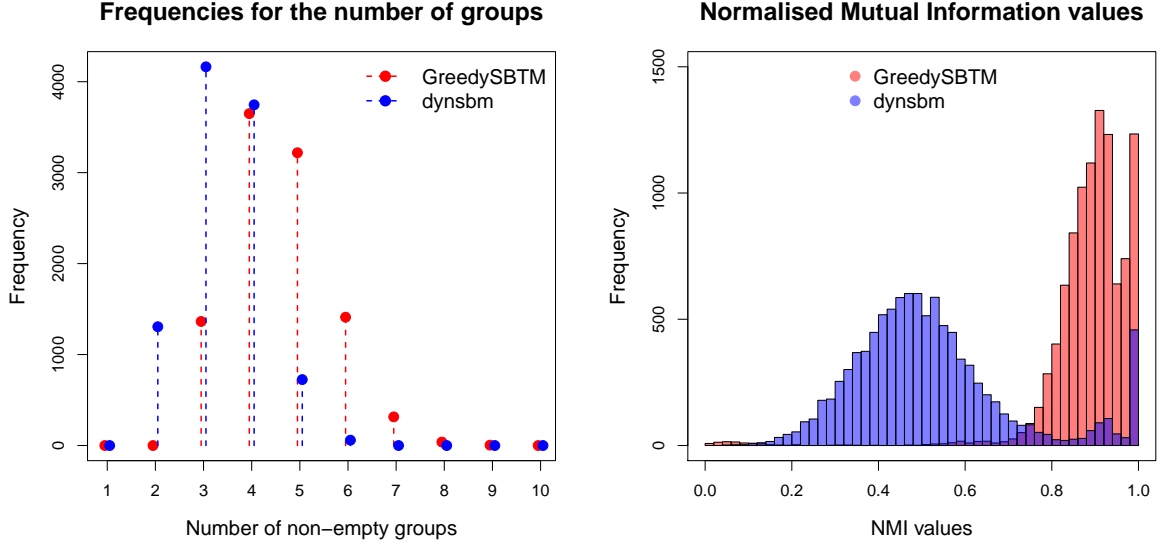 Frequencies for the number of groups
Frequency
0
1000
2000
3000
4000
GreedySBTM
dynsbm
1 2 3 4 5 6 7 8 9 10
Number of non−empty groups
Normalised Mutual Information values
Frequency
0
500
1000
1500
GreedySBTM
dynsbm
0.0 0.2 0.4 0.6 0.8 1.0
NMI values